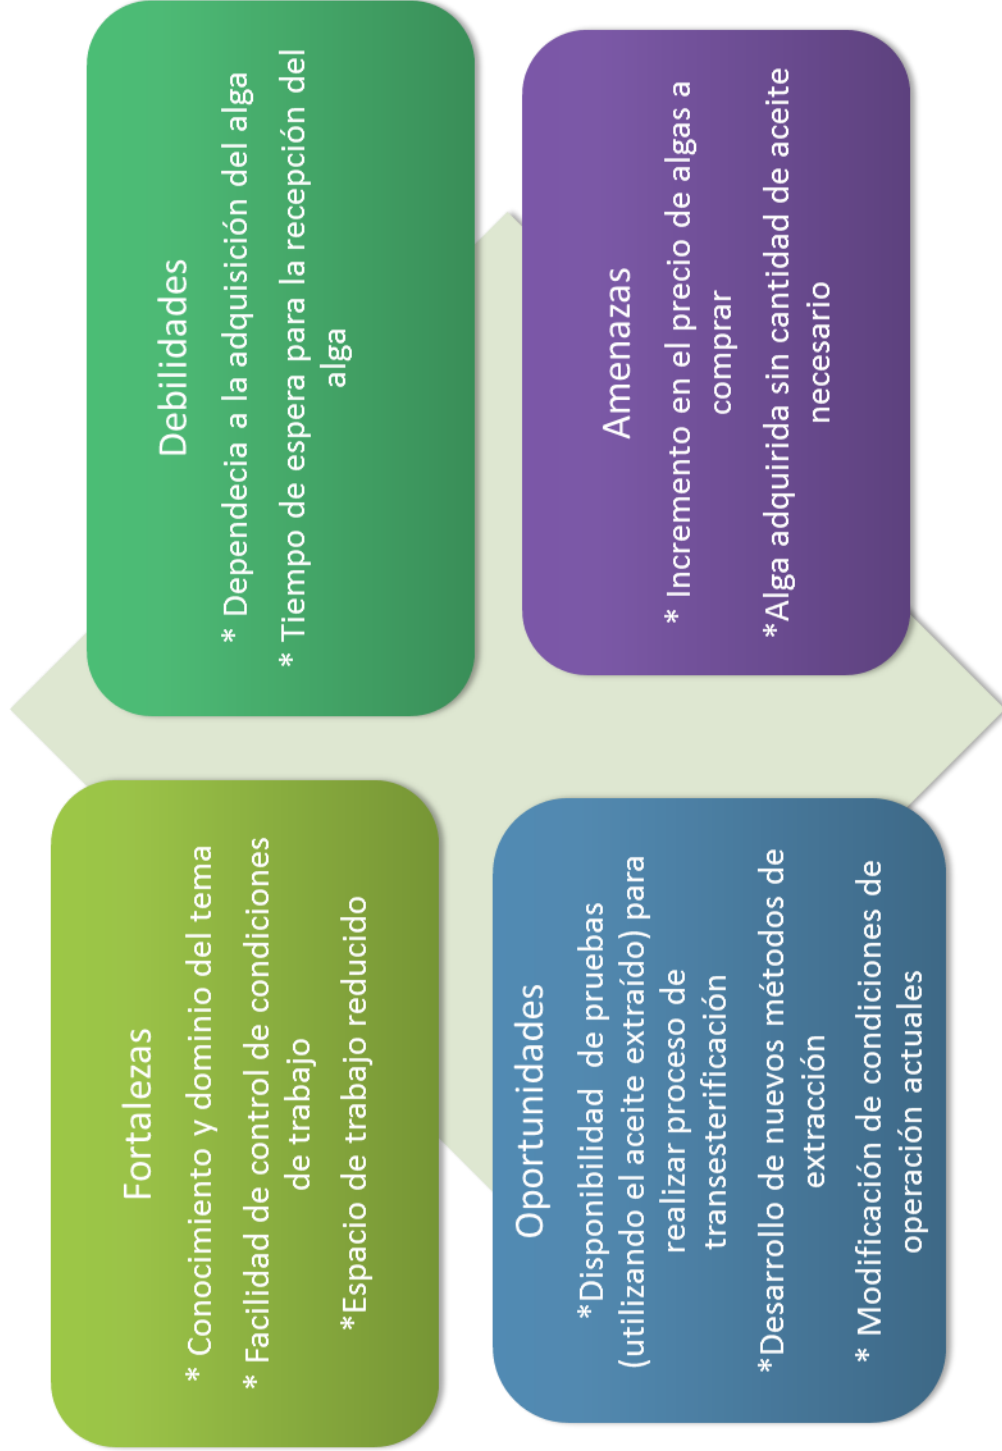 Fortalezas
* Conocimiento y dominio del tema
* Facilidad de control de condiciones
de trabajo
*Espacio de trabajo reducido
Debilidades
* Dependecia a la adquisición del alga
* Tiempo de espera para la recepción del
alga
Oportunidades
*Disponibilidad de pruebas
(utilizando el aceite extraído) para
realizar proceso de
transesterificación
*Desarrollo de nuevos métodos de
extracción
* Modificación de condiciones de
operación actuales
Amenazas
* Incremento en el precio de algas a
comprar
*Alga adquirida sin cantidad de aceite
necesario